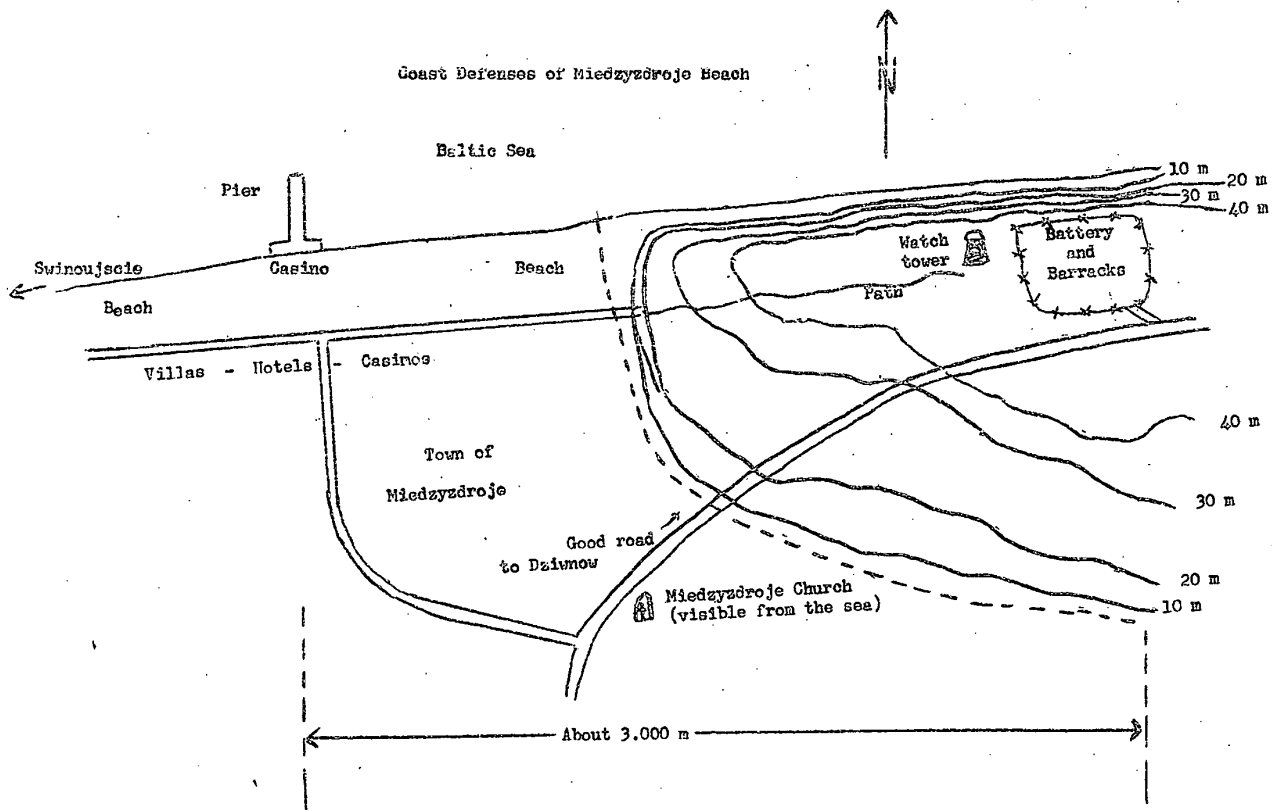 Coast Defenses of Miedzyzdroje Beach
N
Baltic Sea
Pier
10 m
20 m
30 m
40 m
Watch
tower
Battery
and
Barracks
Swinoujscie
Casino
Beach
Beach
Path
Villas - Hotels - Casinos
40 m
Town of
Miedzyzdroje
30 m
Good road
to Dziwnow
20 m
Miedzyzdroje Church
(visible from the sea)
10 m
About 3.000 m